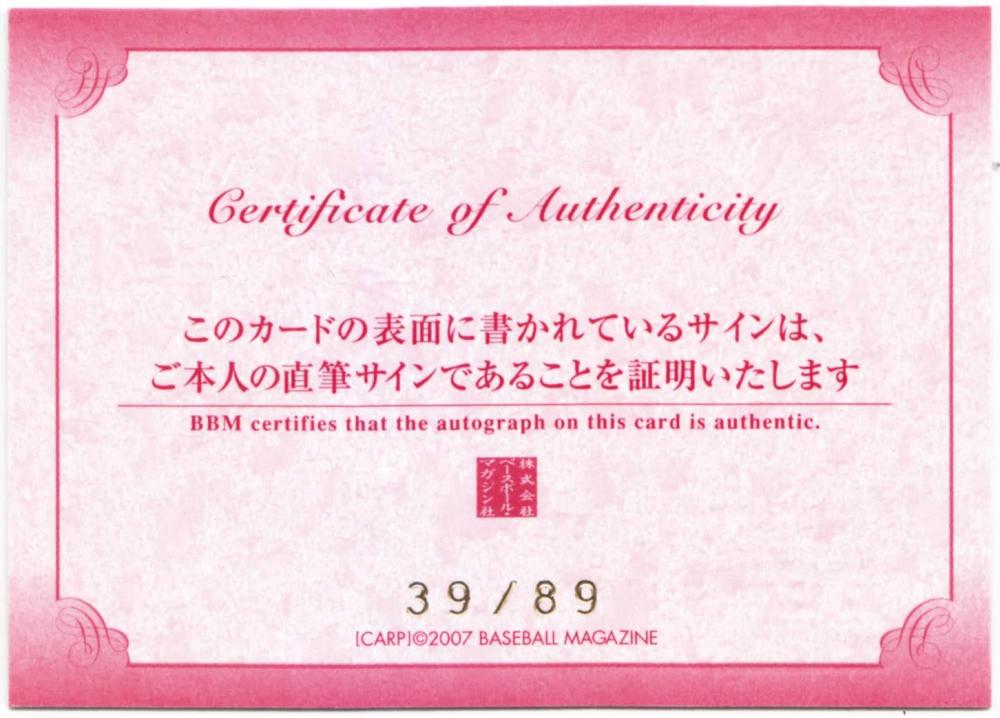 Certificate of Authenticity
このカードの表面に書かれているサインは、
ご本人の直筆サインであることを証明いたします
BBM certifies that the autograph on this card is authentic.
株式会社
ベースボール・
マガジン社
39/89
[CARP]©2007 BASEBALL MAGAZINE